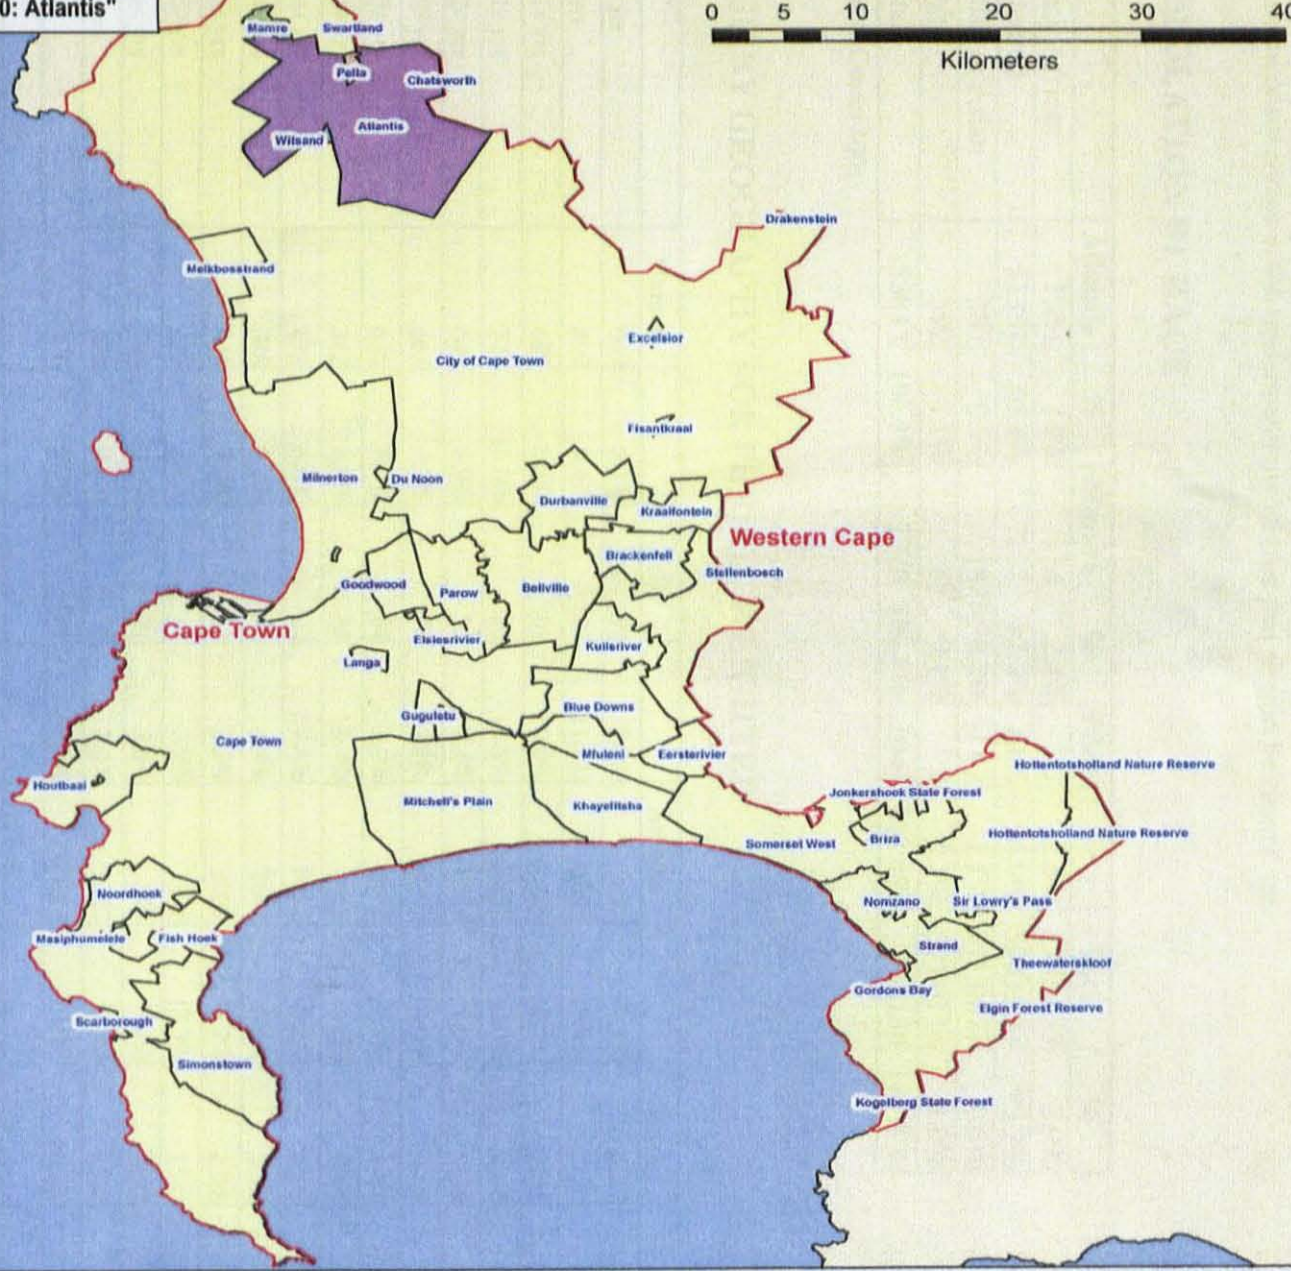 0: Atlantis"
0 5 10 20 30 40
Kilometers
Mamre
Swartland
Pella
Chatsworth
Atlantis
Wilsand
Drakenstein
Melkbosstrand
Excelsior
City of Cape Town
Fisantkraal
Milnerton
Du Noon
Durbanville
Kraaifontein
Western Cape
Brackenfell
Stellenbosch
Goodwood
Parow
Bellville
Cape Town
Elsiesrivier
Kuilsriver
Langa
Blue Downs
Guguletu
Cape Town
Mfuleni
Eersterivier
Hottentotsholland Nature Reserve
Houtbaai
Jonkershoek State Forest
Mitchell's Plain
Khayelitsha
Hottentotsholland Nature Reserve
Briza
Somerset West
Noordhoek
Nomzano
Sir Lowry's Pass
Masiphumelele
Fish Hoek
Strand
Theewaterskloof
Gordons Bay
Elgin Forest Reserve
Scarborough
Simonstown
Kogelberg State Forest